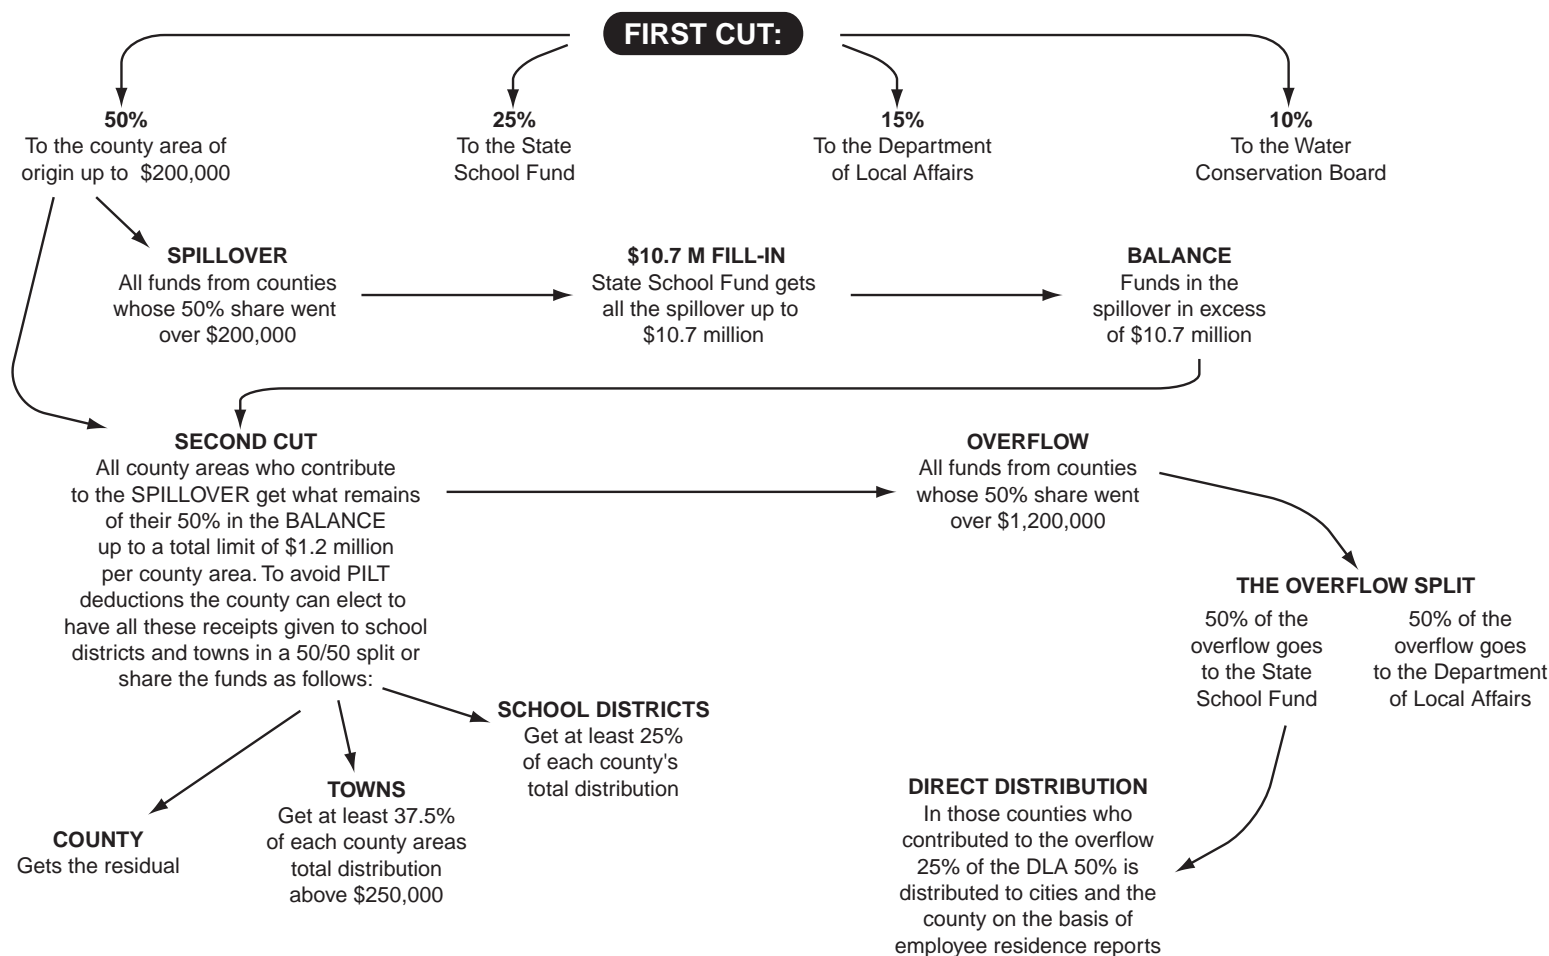 FIRST CUT:
50%
To the county area of
origin up to $200,000
25%
To the State
School Fund
15%
To the Department
of Local Affairs
10%
To the Water
Conservation Board
SPILLOVER
All funds from counties
whose 50% share went
over $200,000
$10.7 M FILL-IN
State School Fund gets
all the spillover up to
$10.7 million
BALANCE
Funds in the
spillover in excess
of $10.7 million
SECOND CUT
All county areas who contribute
to the SPILLOVER get what remains
of their 50% in the BALANCE
up to a total limit of $1.2 million
per county area. To avoid PILT
deductions the county can elect to
have all these receipts given to school
districts and towns in a 50/50 split or
share the funds as follows:
OVERFLOW
All funds from counties
whose 50% share went
over $1,200,000
THE OVERFLOW SPLIT
50% of the
overflow goes
to the State
School Fund
50% of the
overflow goes
to the Department
of Local Affairs
SCHOOL DISTRICTS
Get at least 25%
of each county's
total distribution
TOWNS
Get at least 37.5%
of each county areas
total distribution
above $250,000
COUNTY
Gets the residual
DIRECT DISTRIBUTION
In those counties who
contributed to the overflow
25% of the DLA 50% is
distributed to cities and the
county on the basis of
employee residence reports